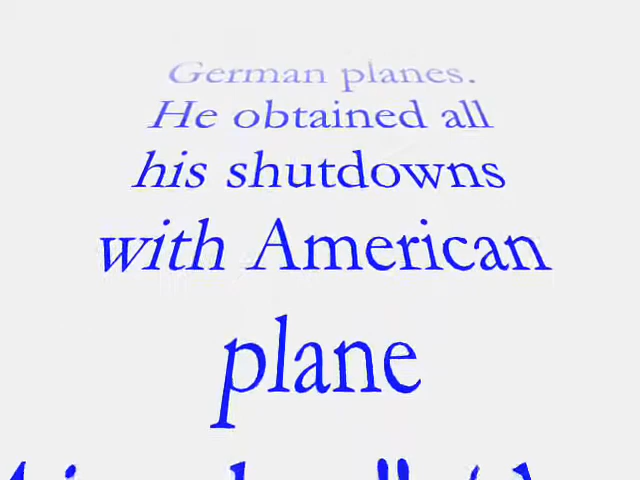 German planes.
He obtained all
his shutdowns
with American
plane